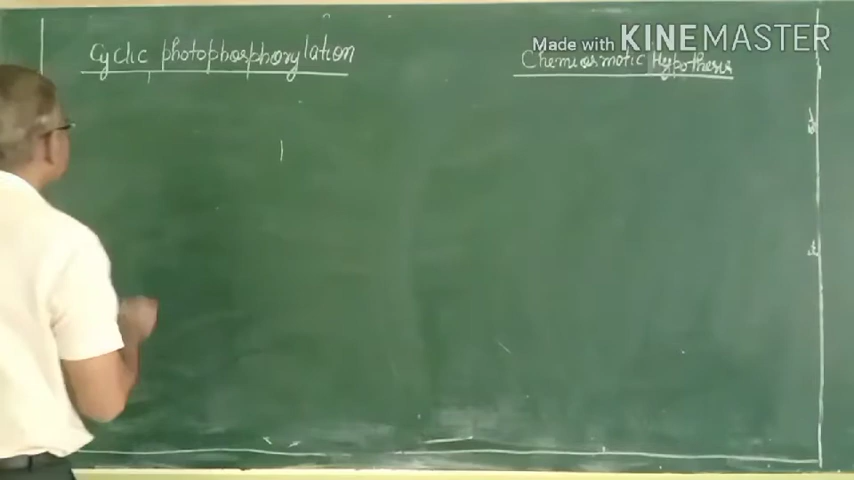 Cyclic photophosphorylation
Made with KINEMASTER
Chemiosmotic Hypothesis